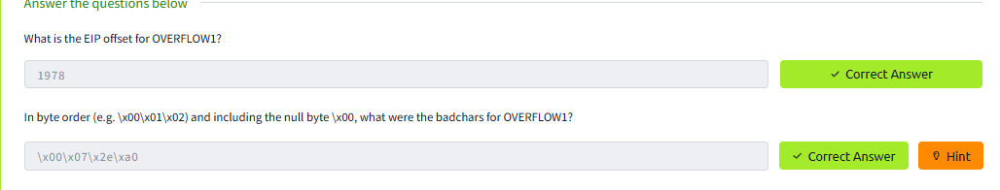 Answer the questions below
What is the EIP offset for OVERFLOW1?
1978
✓ Correct Answer
In byte order (e.g. \x00\x01\x02) and including the null byte \x00, what were the badchars for OVERFLOW1?
\x00\x07\x2e\xa0
✓ Correct Answer
Hint